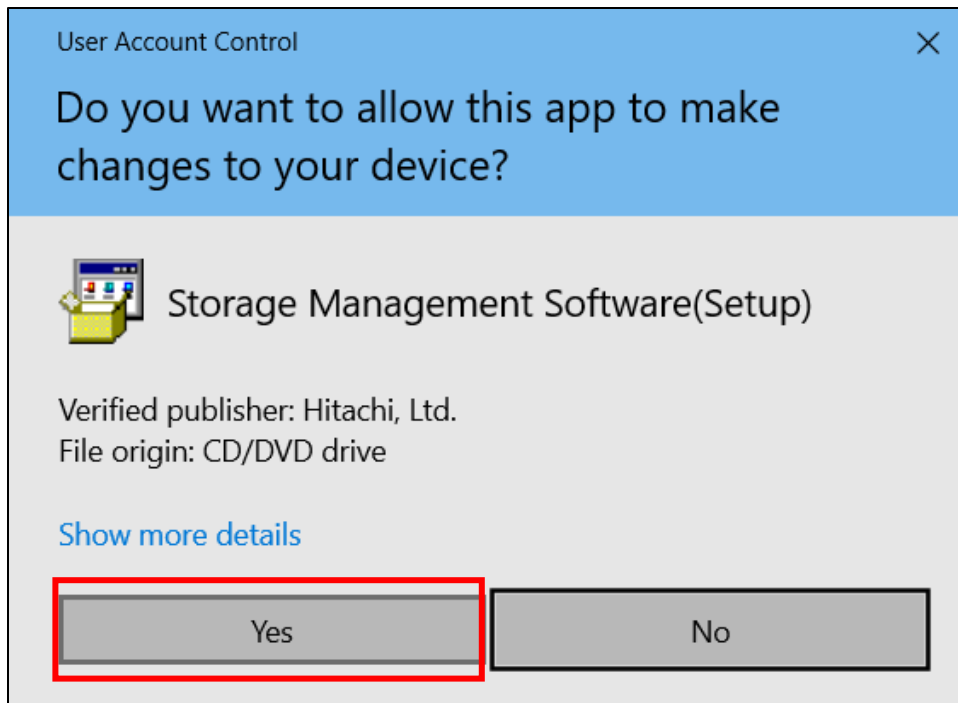 User Account Control
Do you want to allow this app to make
changes to your device?
Storage Management Software(Setup)
Verified publisher: Hitachi, Ltd.
File origin: CD/DVD drive
Show more details
Yes
No